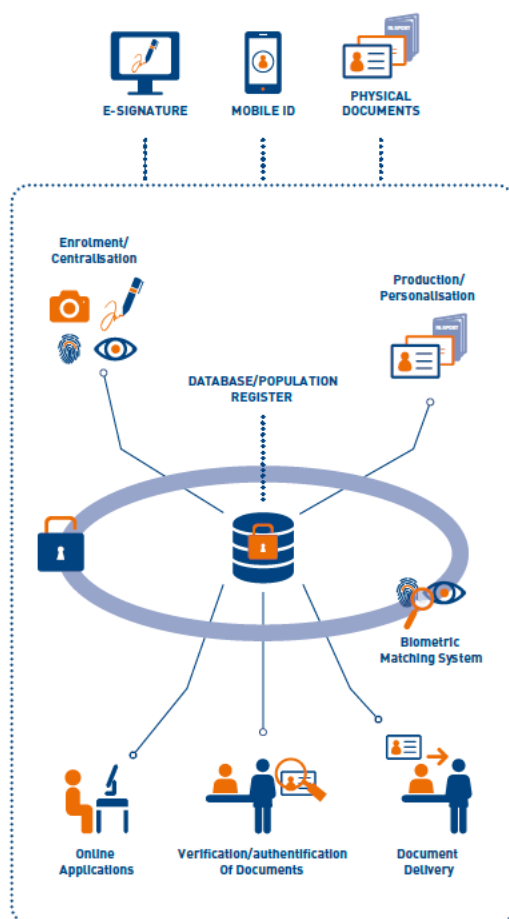 E-SIGNATURE
MOBILE ID
PHYSICAL
DOCUMENTS
Enrolment/
Centralisation
Production/
Personalisation
DATABASE/POPULATION
REGISTER
Biometric
Matching System
Online
Applications
Verification/authentification
Of Documents
Document
Delivery